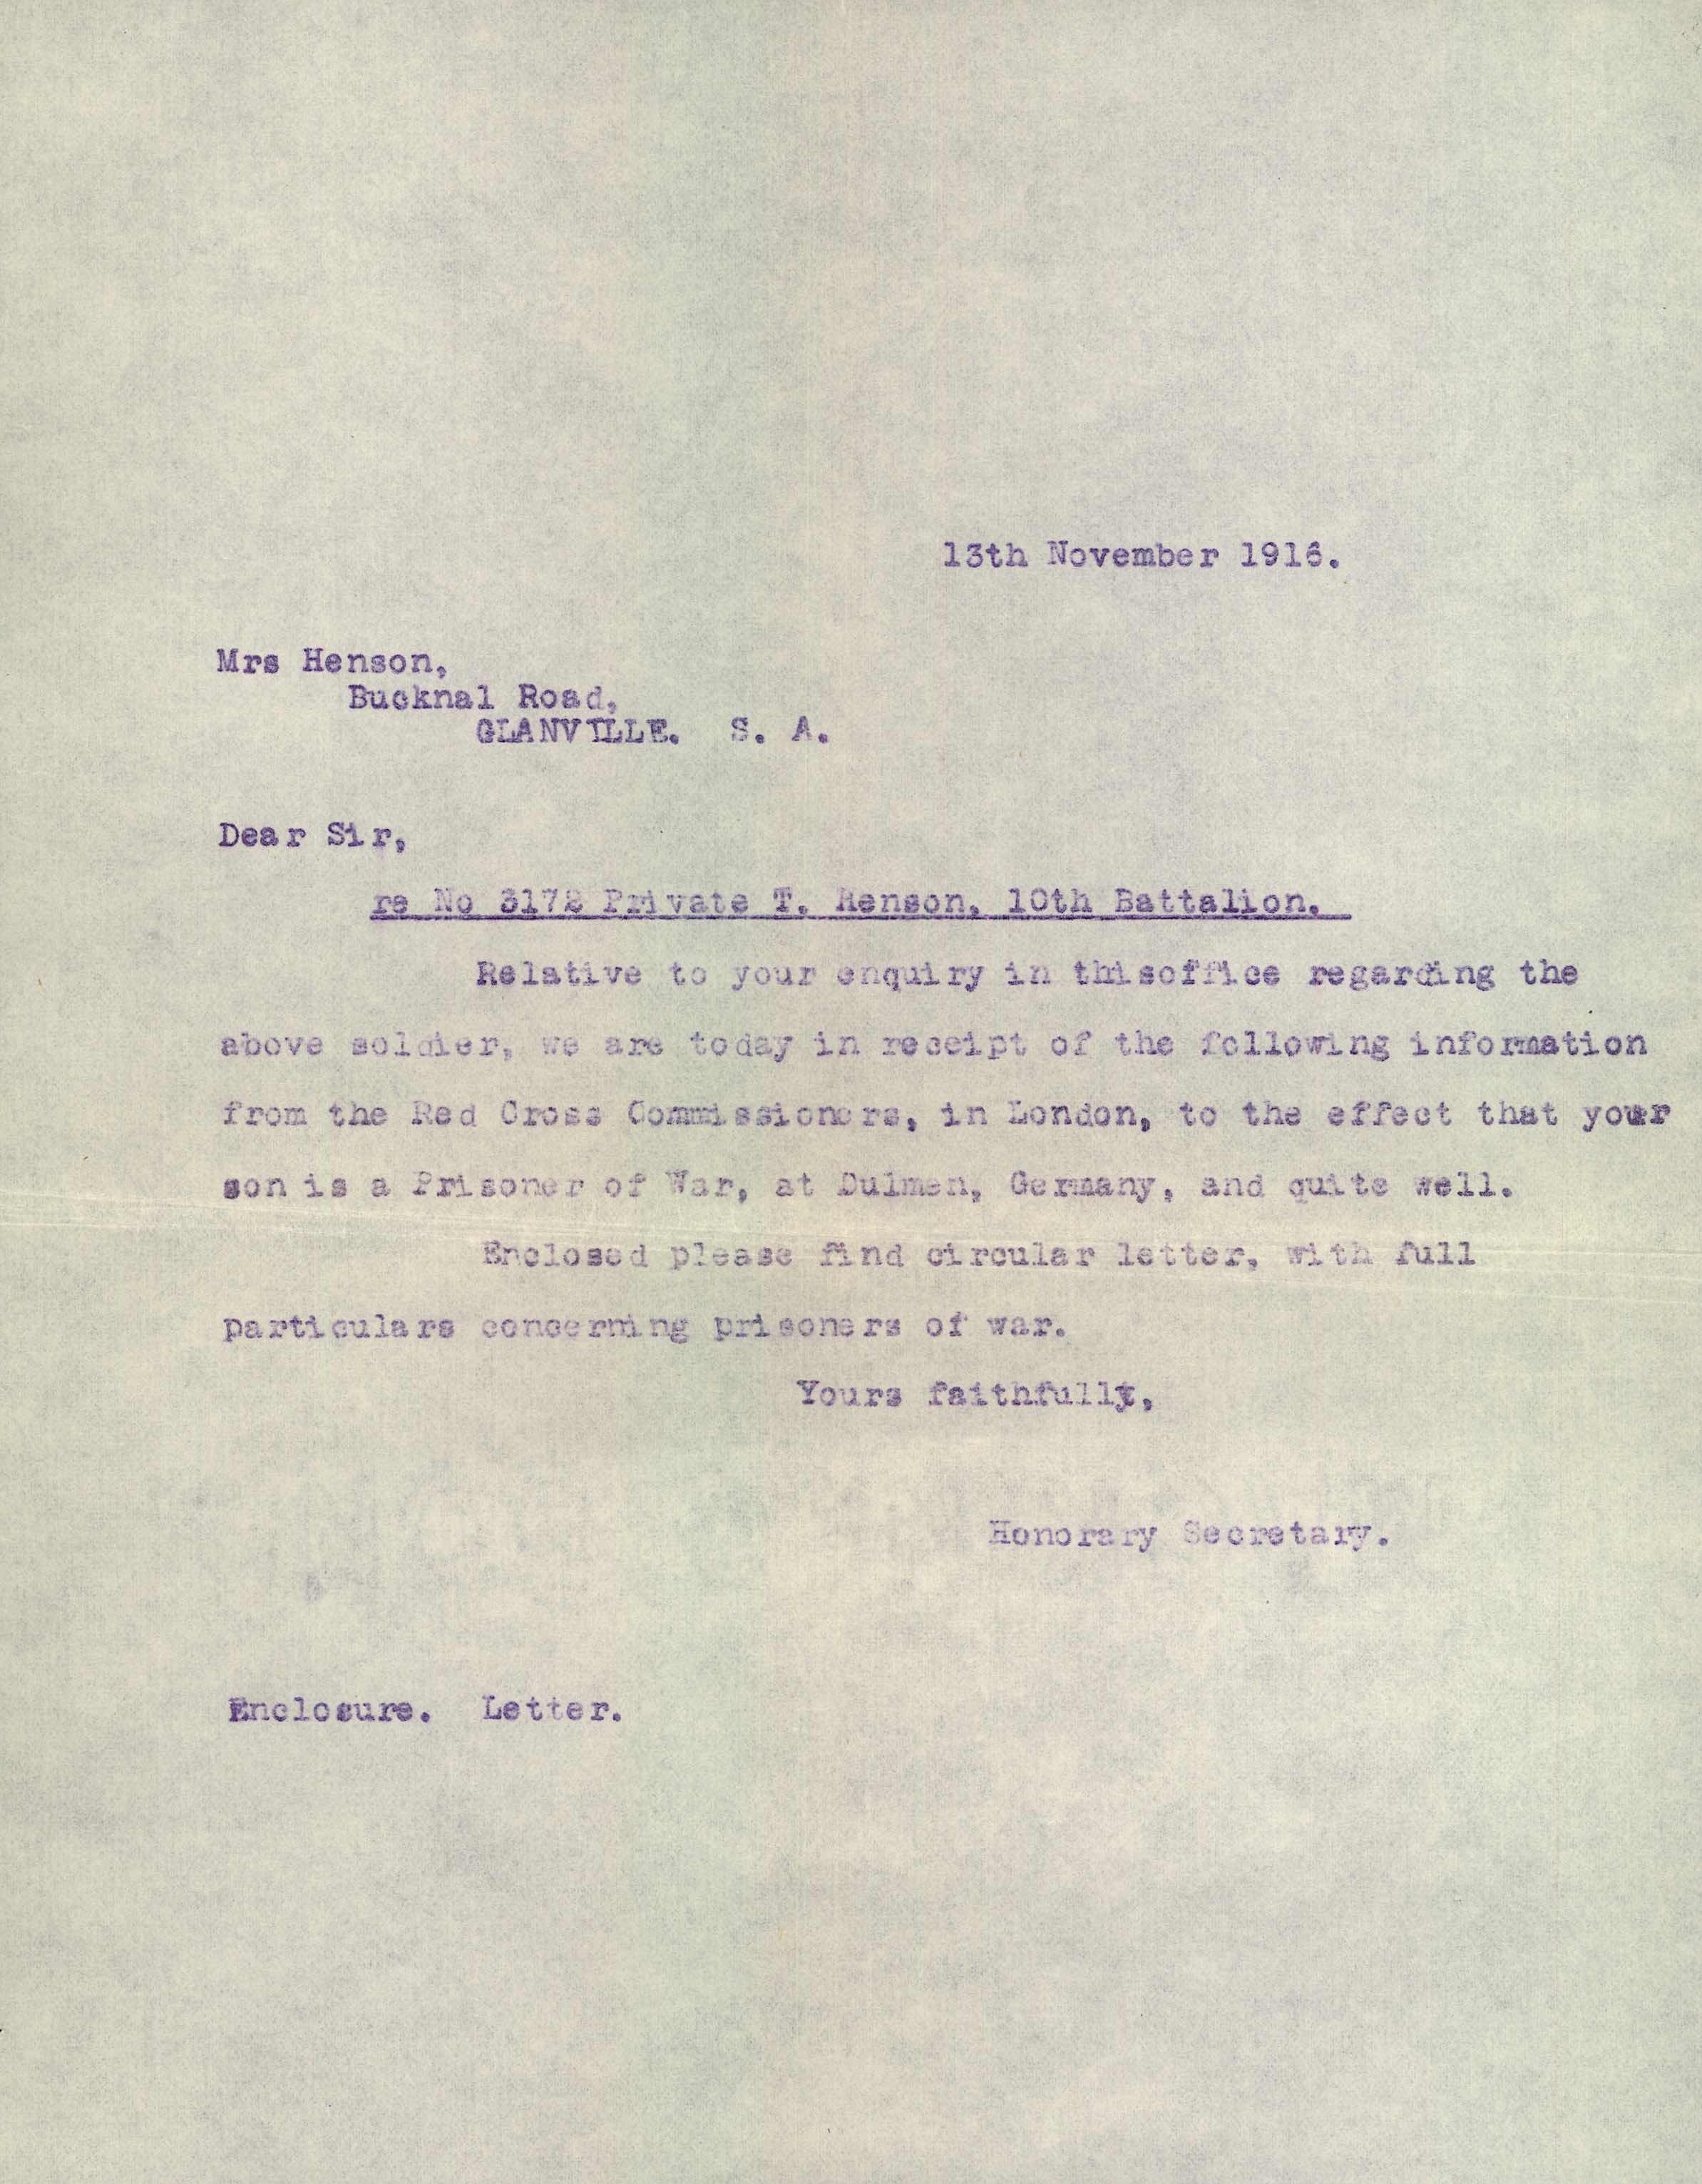 13th November 1916.
Mrs Henson,
Bucknal Road,
GLANVILLE. S. A.
Dear Sir,
re No 3172 Private T. Henson, 10th Battalion.
Relative to your enquiry in thisoffice regarding the
above soldier, we are today in receipt of the following information
from the Red Cross Commissioners, in London, to the effect that your
son is a Prisoner of War, at Dulmen, Germany, and quite well.
Enclosed please find circular letter, with full
particulars concerning prisoners of war.
Yours faithfully,
Honorary Secretary.
Enclosure. Letter.